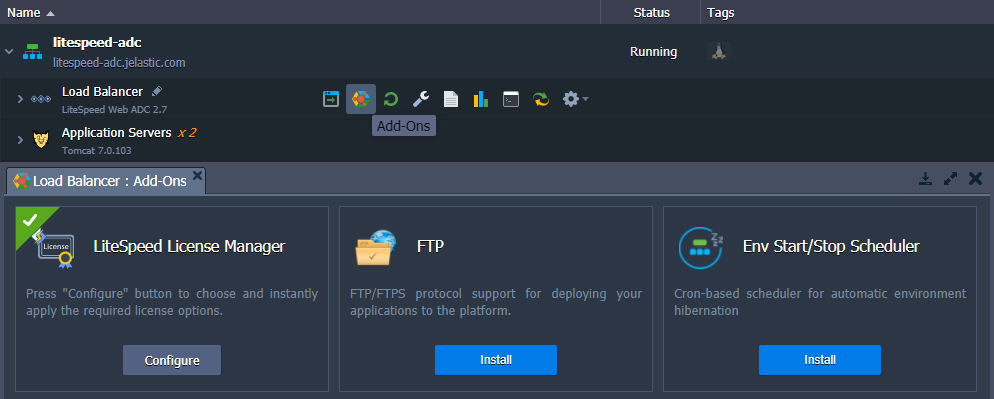 Name Status Tags
litespeed-adc
litespeed-adc.jelastic.com
Running
Load Balancer
LiteSpeed Web ADC 2.7
Add-Ons
Application Servers x 2
Tomcat 7.0.103
Load Balancer : Add-Ons
License
LiteSpeed License Manager
Press "Configure" button to choose and instantly
apply the required license options.
Configure
FTP
FTP/FTPS protocol support for deploying your
applications to the platform.
Install
Env Start/Stop Scheduler
Cron-based scheduler for automatic environment
hibernation
Install